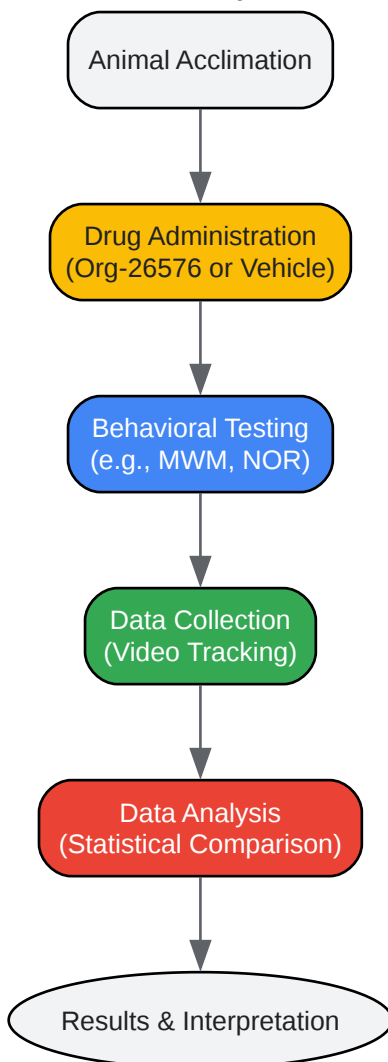 Animal Acclimation
Drug Administration
(Org-26576 or Vehicle)
Behavioral Testing
(e.g., MWM, NOR)
Data Collection
(Video Tracking)
Data Analysis
(Statistical Comparison)
Results & Interpretation